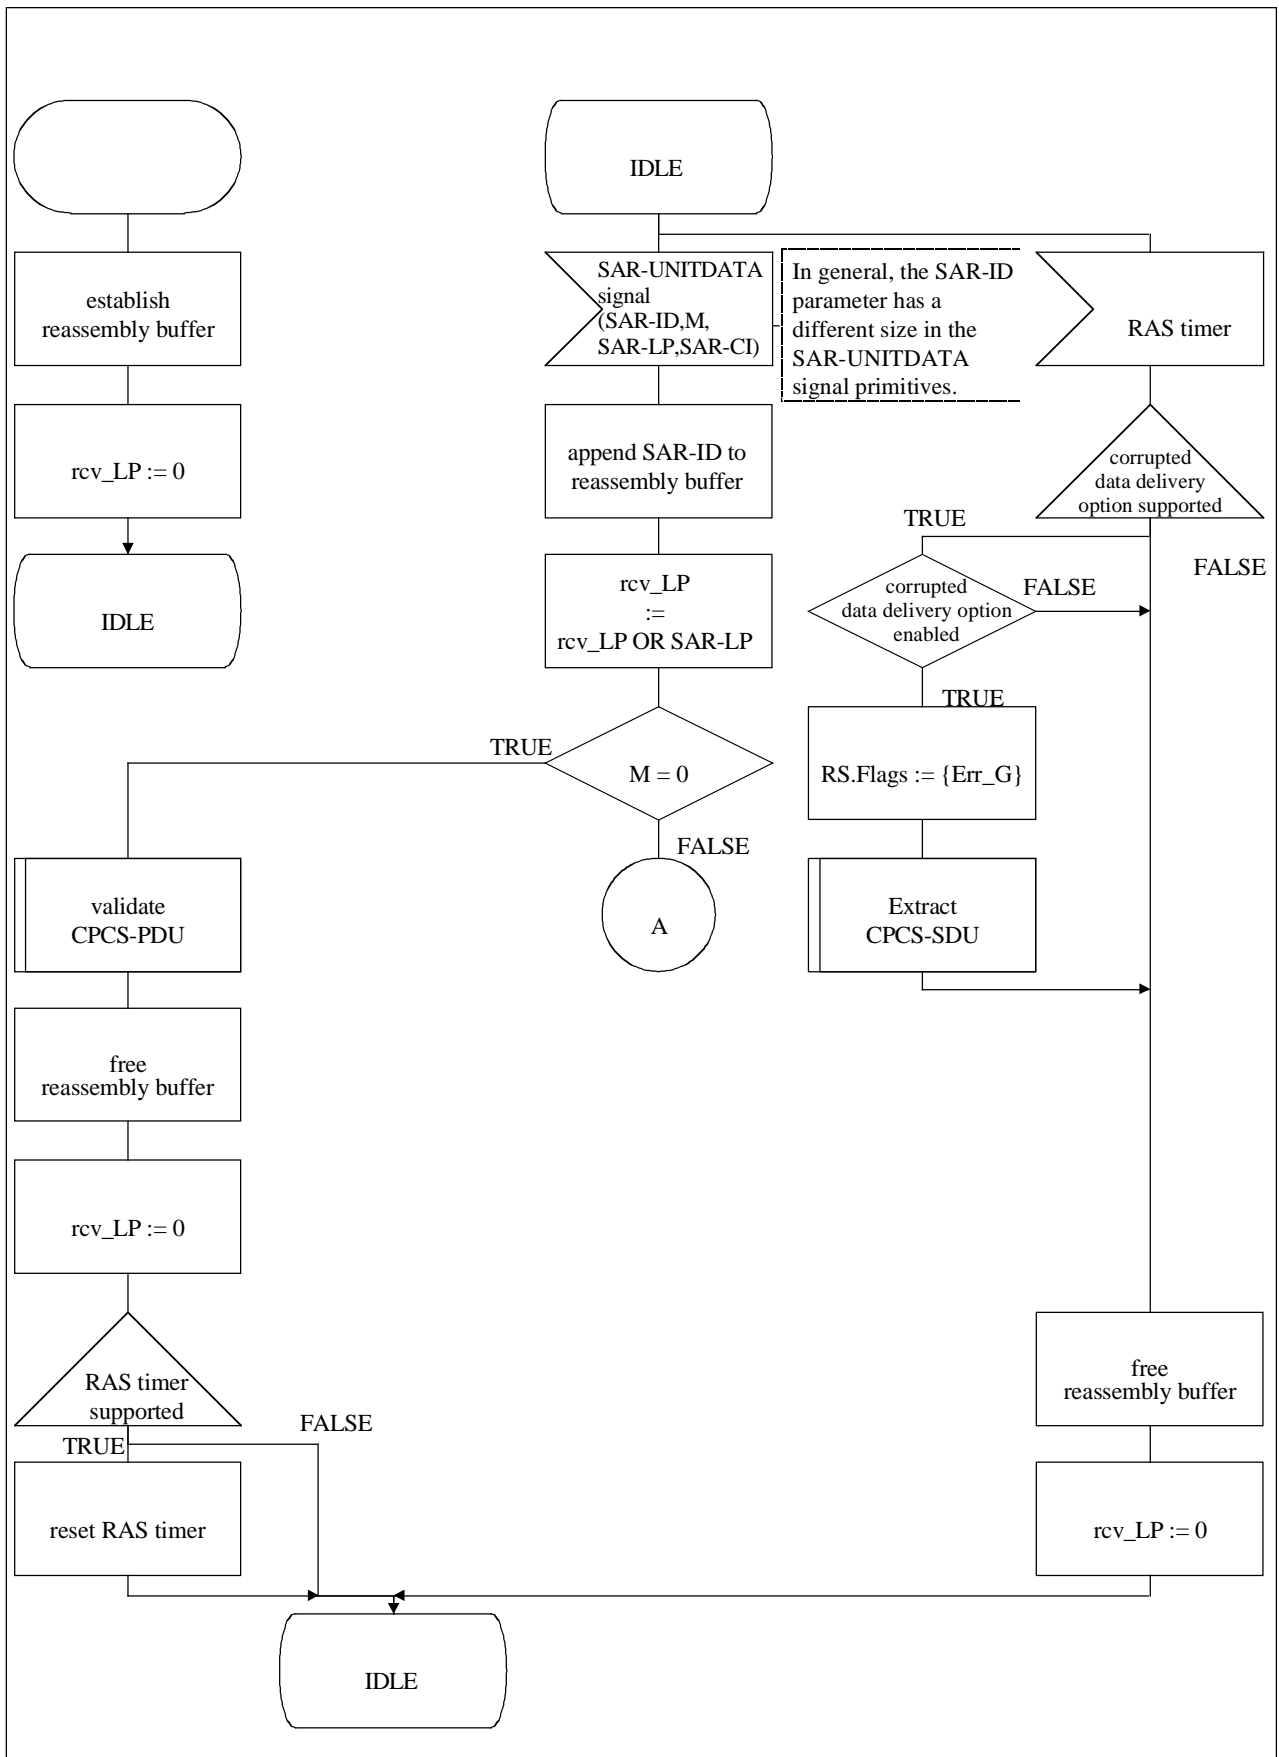 IDLE
establish
reassembly buffer
SAR-UNITDATA
signal
(SAR-ID,M,
SAR-LP,SAR-CI)
In general, the SAR-ID
parameter has a
different size in the
SAR-UNITDATA
signal primitives.
RAS timer
rcv_LP := 0
append SAR-ID to
reassembly buffer
corrupted
data delivery
option supported
TRUE
FALSE
IDLE
rcv_LP
:=
rcv_LP OR SAR-LP
corrupted
data delivery option
enabled
FALSE
TRUE
TRUE
M = 0
FALSE
RS.Flags := {Err_G}
validate
CPCS-PDU
A
Extract
CPCS-SDU
free
reassembly buffer
rcv_LP := 0
RAS timer
supported
TRUE
FALSE
free
reassembly buffer
reset RAS timer
rcv_LP := 0
IDLE